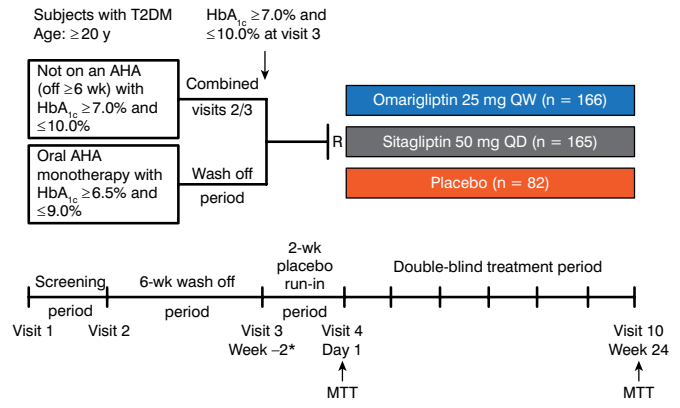 Subjects with T2DM
Age: ≥20 y
HbA1c ≥7.0% and
≤10.0% at visit 3
Not on an AHA
(off ≥6 wk) with
HbA1c ≥7.0% and
≤10.0%
Combined
visits 2/3
Oral AHA
monotherapy with
HbA1c ≥6.5% and
≤9.0%
Wash off
period
R
Omarigliptin 25 mg QW (n = 166)
Sitagliptin 50 mg QD (n = 165)
Placebo (n = 82)
Screening
period
6-wk wash off
period
2-wk
placebo
run-in
period
Double-blind treatment period
Visit 1
Visit 2
Visit 3
Week –2*
Visit 4
Day 1
MTT
Visit 10
Week 24
MTT